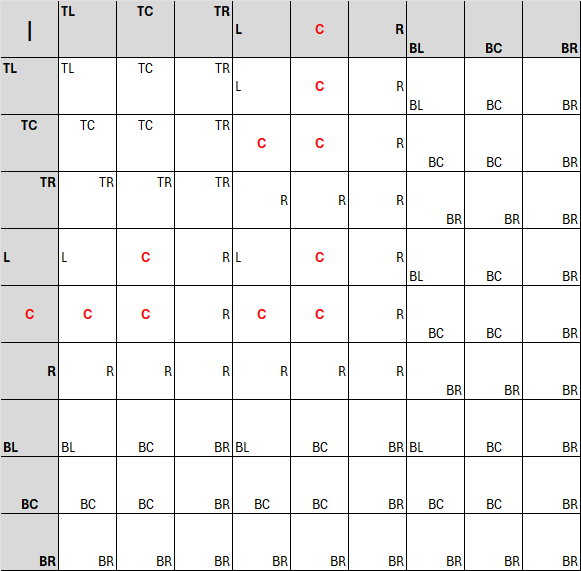 | TL TC TR L C R BL BC BR
TL TL TC TR L C R BL BC BR
TC TC TC TR C C R BC BC BR
TR TR TR TR R R R BR BR BR
L L C R L C R BL BC BR
C C C R C C R BC BC BR
R R R R R R R BR BR BR
BL BL BC BR BL BC BR BL BC BR
BC BC BC BR BC BC BR BC BC BR
BR BR BR BR BR BR BR BR BR BR